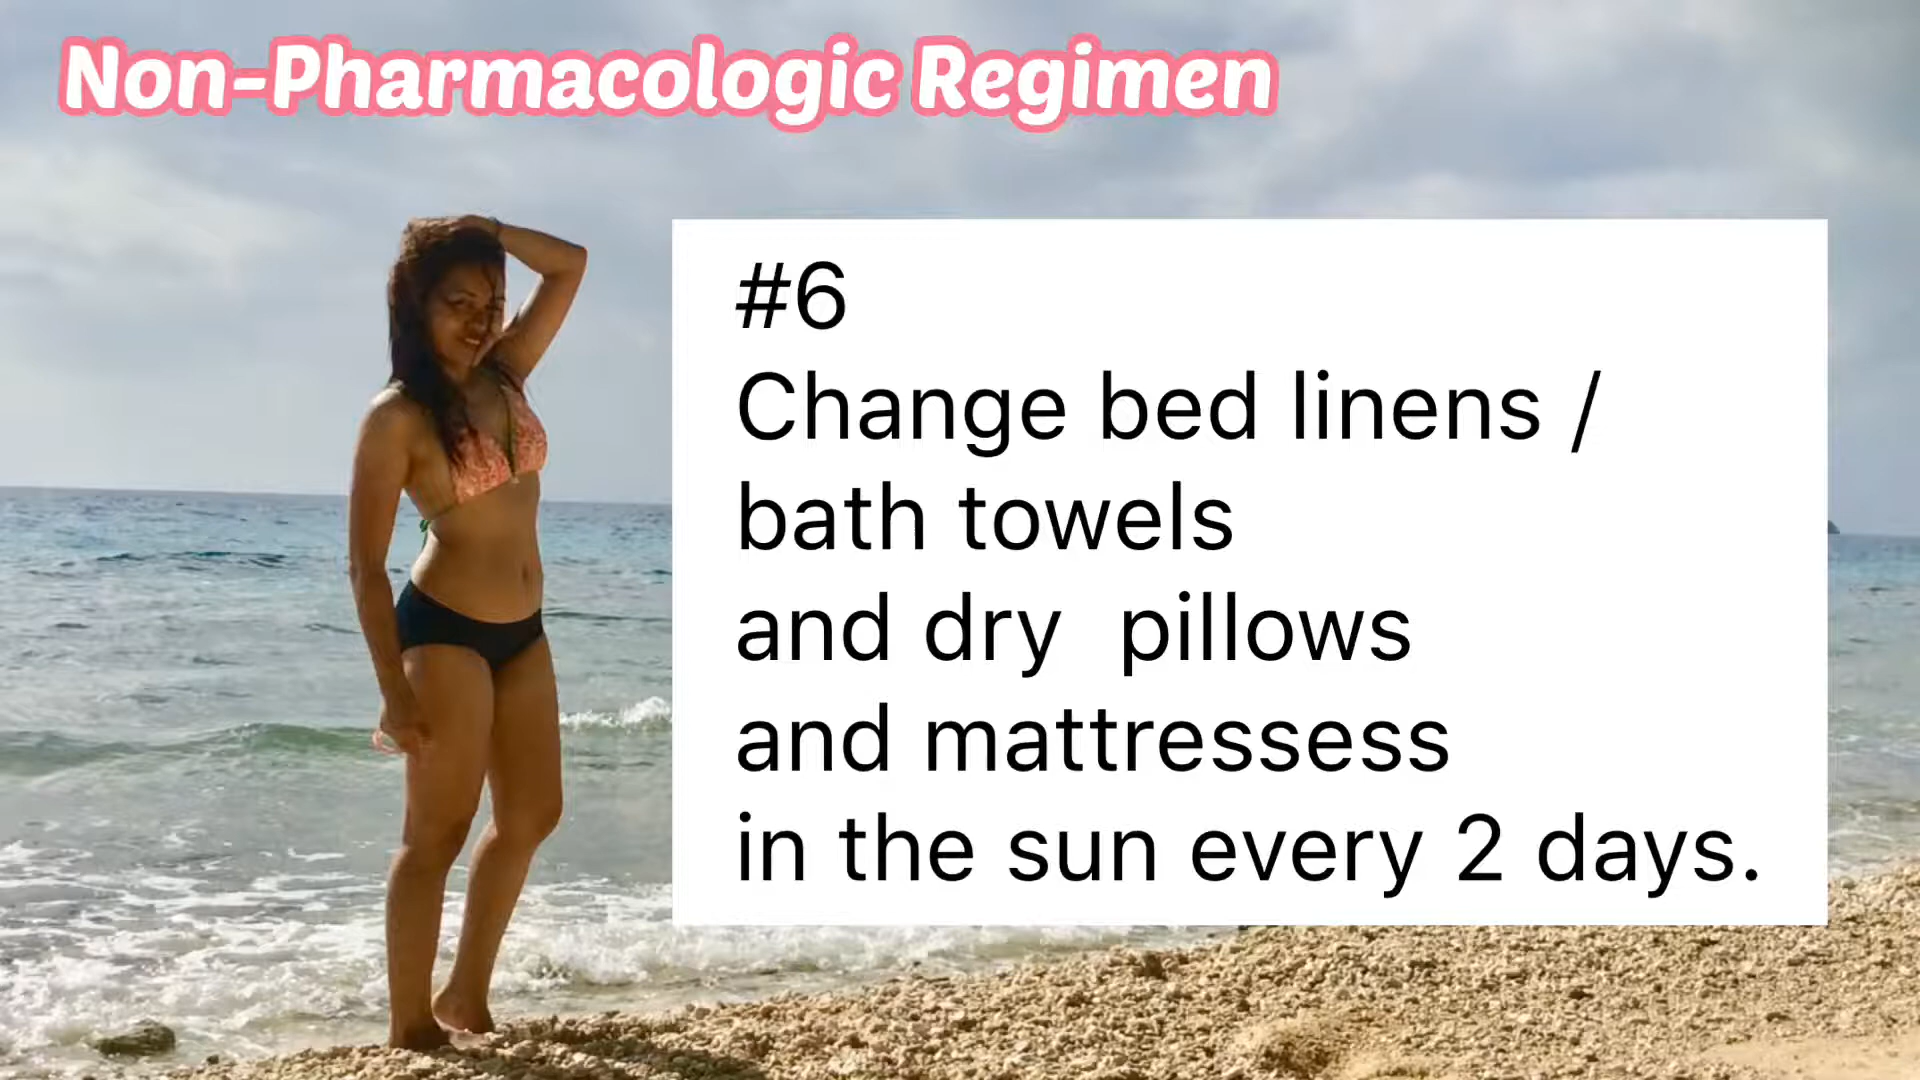 Non-Pharmacologic Regimen
#6
Change bed linens /
bath towels
and dry  pillows
and mattressess
in the sun every 2 days.